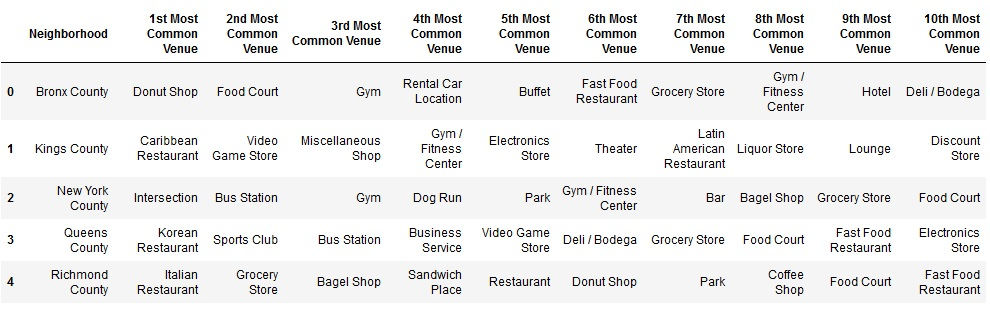 Neighborhood 1st Most Common Venue 2nd Most Common Venue 3rd Most Common Venue 4th Most Common Venue 5th Most Common Venue 6th Most Common Venue 7th Most Common Venue 8th Most Common Venue 9th Most Common Venue 10th Most Common Venue
0 Bronx County Donut Shop Food Court Gym Rental Car Location Buffet Fast Food Restaurant Grocery Store Gym / Fitness Center Hotel Deli / Bodega
1 Kings County Caribbean Restaurant Video Game Store Miscellaneous Shop Gym / Fitness Center Electronics Store Theater Latin American Restaurant Liquor Store Lounge Discount Store
2 New York County Intersection Bus Station Gym Dog Run Park Gym / Fitness Center Bar Bagel Shop Grocery Store Food Court
3 Queens County Korean Restaurant Sports Club Bus Station Business Service Video Game Store Deli / Bodega Grocery Store Food Court Fast Food Restaurant Electronics Store
4 Richmond County Italian Restaurant Grocery Store Bagel Shop Sandwich Place Restaurant Donut Shop Park Coffee Shop Food Court Fast Food Restaurant